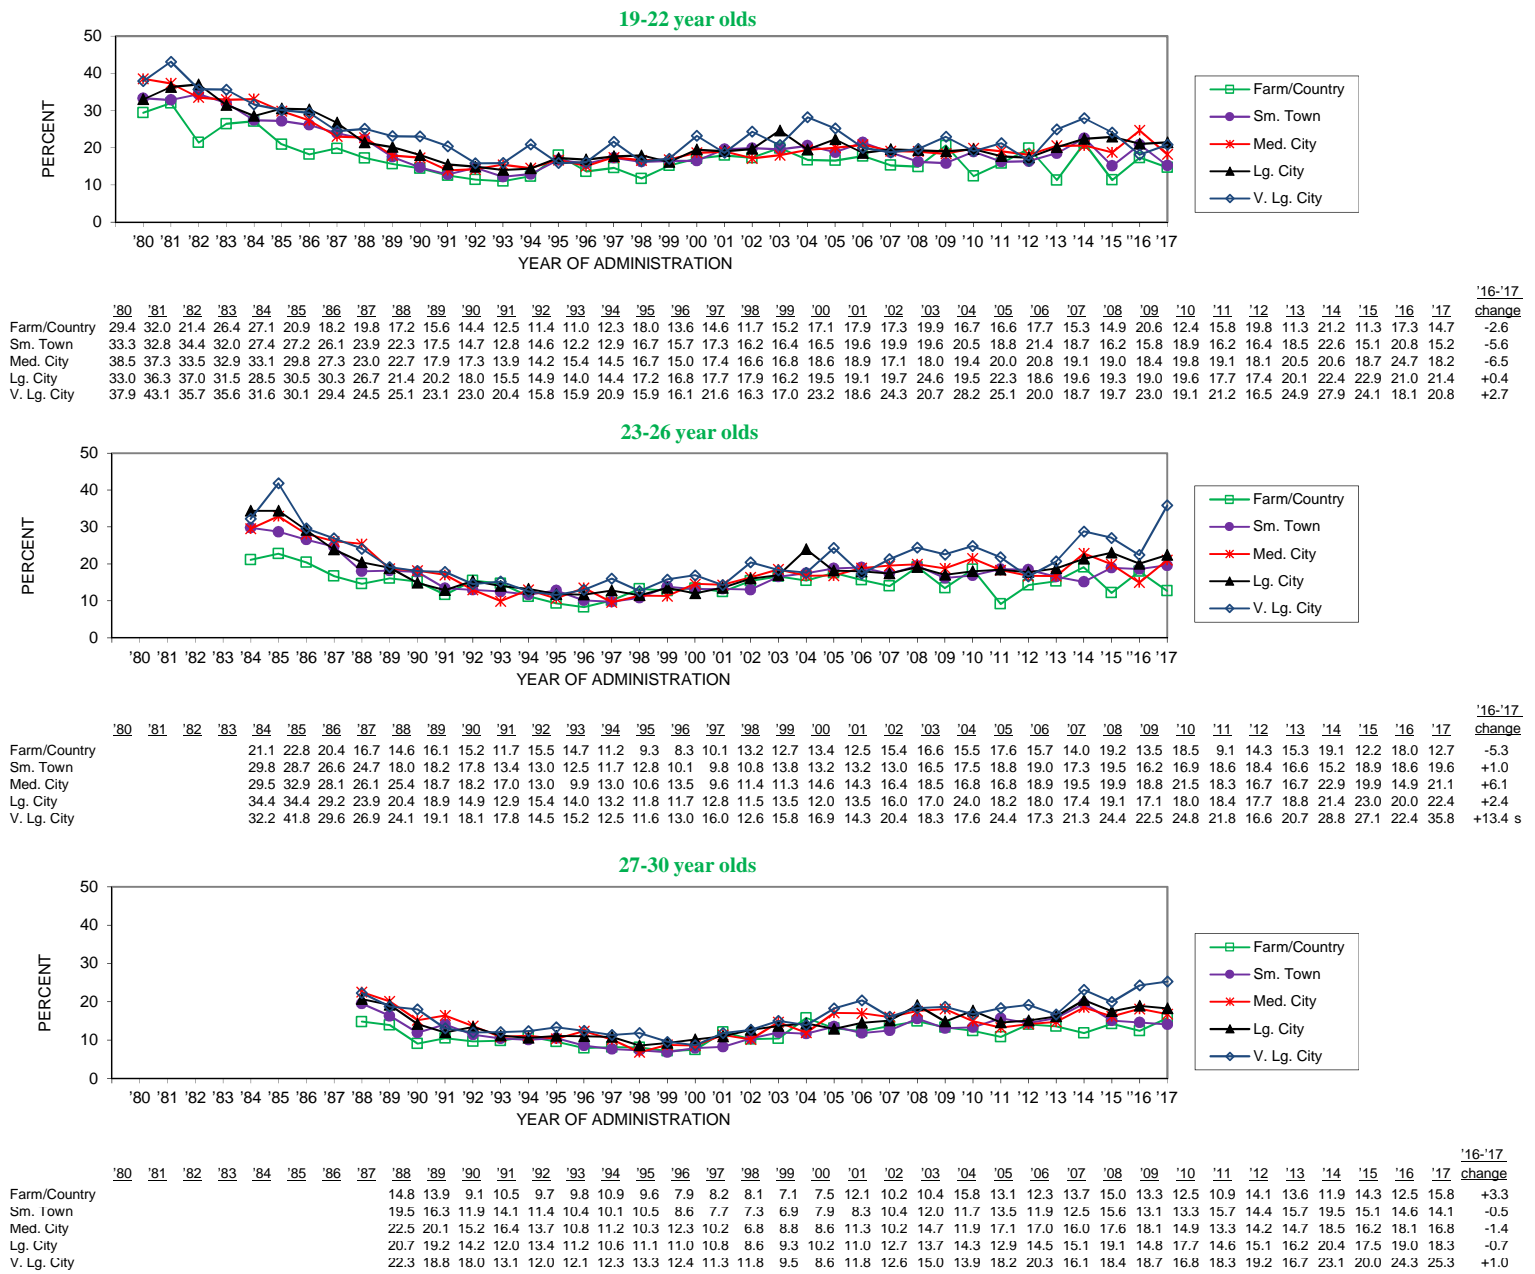 19-22 year olds
50
40
30
20
10
0
PERCENT
'80 '81 '82 '83 '84 '85 '86 '87 '88 '89 '90 '91 '92 '93 '94 '95 '96 '97 '98 '99 '00 '01 '02 '03 '04 '05 '06 '07 '08 '09 '10 '11 '12 '13 '14 '15 ''16 '17
YEAR OF ADMINISTRATION
Farm/Country
Sm. Town
Med. City
Lg. City
V. Lg. City
'16-'17
'80 '81 '82 '83 '84 '85 '86 '87 '88 '89 '90 '91 '92 '93 '94 '95 '96 '97 '98 '99 '00 '01 '02 '03 '04 '05 '06 '07 '08 '09 '10 '11 '12 '13 '14 '15 '16 '17 change
Farm/Country 29.4 32.0 21.4 26.4 27.1 20.9 18.2 19.8 17.2 15.6 14.4 12.5 11.4 11.0 12.3 18.0 13.6 14.6 11.7 15.2 17.1 17.9 17.3 19.9 16.7 16.6 17.7 15.3 14.9 20.6 12.4 15.8 19.8 11.3 21.2 11.3 17.3 14.7 -2.6
Sm. Town 33.3 32.8 34.4 32.0 27.4 27.2 26.1 23.9 22.3 17.5 14.7 12.8 14.6 12.2 12.9 16.7 15.7 17.3 16.2 16.4 16.5 19.6 19.9 19.6 20.5 18.8 21.4 18.7 16.2 15.8 18.9 16.2 16.4 18.5 22.6 15.1 20.8 15.2 -5.6
Med. City 38.5 37.3 33.5 32.9 33.1 29.8 27.3 23.0 22.7 17.9 17.3 13.9 14.2 15.4 14.5 16.7 15.0 17.4 16.6 16.8 18.6 18.9 17.1 18.0 19.4 20.0 20.8 19.1 19.0 18.4 19.8 19.1 18.1 20.5 20.6 18.7 24.7 18.2 -6.5
Lg. City 33.0 36.3 37.0 31.5 28.5 30.5 30.3 26.7 21.4 20.2 18.0 15.5 14.9 14.0 14.4 17.2 16.8 17.7 17.9 16.2 19.5 19.1 19.7 24.6 19.5 22.3 18.6 19.6 19.3 19.0 19.6 17.7 17.4 20.1 22.4 22.9 21.0 21.4 +0.4
V. Lg. City 37.9 43.1 35.7 35.6 31.6 30.1 29.4 24.5 25.1 23.1 23.0 20.4 15.8 15.9 20.9 15.9 16.1 21.6 16.3 17.0 23.2 18.6 24.3 20.7 28.2 25.1 20.0 18.7 19.7 23.0 19.1 21.2 16.5 24.9 27.9 24.1 18.1 20.8 +2.7
23-26 year olds
50
40
30
20
10
0
PERCENT
'80 '81 '82 '83 '84 '85 '86 '87 '88 '89 '90 '91 '92 '93 '94 '95 '96 '97 '98 '99 '00 '01 '02 '03 '04 '05 '06 '07 '08 '09 '10 '11 '12 '13 '14 '15 ''16 '17
YEAR OF ADMINISTRATION
Farm/Country
Sm. Town
Med. City
Lg. City
V. Lg. City
'16-'17
'80 '81 '82 '83 '84 '85 '86 '87 '88 '89 '90 '91 '92 '93 '94 '95 '96 '97 '98 '99 '00 '01 '02 '03 '04 '05 '06 '07 '08 '09 '10 '11 '12 '13 '14 '15 '16 '17 change
Farm/Country 21.1 22.8 20.4 16.7 14.6 16.1 15.2 11.7 15.5 14.7 11.2 9.3 8.3 10.1 13.2 12.7 13.4 12.5 15.4 16.6 15.5 17.6 15.7 14.0 19.2 13.5 18.5 9.1 14.3 15.3 19.1 12.2 18.0 12.7 -5.3
Sm. Town 29.8 28.7 26.6 24.7 18.0 18.2 17.8 13.4 13.0 12.5 11.7 12.8 10.1 9.8 10.8 13.8 13.2 13.2 13.0 16.5 17.5 18.8 19.0 17.3 19.5 16.2 16.9 18.6 18.4 16.6 15.2 18.9 18.6 19.6 +1.0
Med. City 29.5 32.9 28.1 26.1 25.4 18.7 18.2 17.0 13.0 9.9 13.0 10.6 13.5 9.6 11.4 11.3 14.6 14.3 16.4 18.5 16.8 16.8 18.9 19.5 19.9 18.8 21.5 18.3 16.7 16.7 22.9 19.9 14.9 21.1 +6.1
Lg. City 34.4 34.4 29.2 23.9 20.4 18.9 14.9 12.9 15.4 14.0 13.2 11.8 11.7 12.8 11.5 13.5 12.0 13.5 16.0 17.0 24.0 18.2 18.0 17.4 19.1 17.1 18.0 18.4 17.7 18.8 21.4 23.0 20.0 22.4 +2.4
V. Lg. City 32.2 41.8 29.6 26.9 24.1 19.1 18.1 17.8 14.5 15.2 12.5 11.6 13.0 16.0 12.6 15.8 16.9 14.3 20.4 18.3 17.6 24.4 17.3 21.3 24.4 22.5 24.8 21.8 16.6 20.7 28.8 27.1 22.4 35.8 +13.4 s
27-30 year olds
50
40
30
20
10
0
PERCENT
'80 '81 '82 '83 '84 '85 '86 '87 '88 '89 '90 '91 '92 '93 '94 '95 '96 '97 '98 '99 '00 '01 '02 '03 '04 '05 '06 '07 '08 '09 '10 '11 '12 '13 '14 '15 ''16 '17
YEAR OF ADMINISTRATION
Farm/Country
Sm. Town
Med. City
Lg. City
V. Lg. City
'16-'17
'80 '81 '82 '83 '84 '85 '86 '87 '88 '89 '90 '91 '92 '93 '94 '95 '96 '97 '98 '99 '00 '01 '02 '03 '04 '05 '06 '07 '08 '09 '10 '11 '12 '13 '14 '15 '16 '17 change
Farm/Country 14.8 13.9 9.1 10.5 9.7 9.8 10.9 9.6 7.9 8.2 8.1 7.1 7.5 12.1 10.2 10.4 15.8 13.1 12.3 13.7 15.0 13.3 12.5 10.9 14.1 13.6 11.9 14.3 12.5 15.8 +3.3
Sm. Town 19.5 16.3 11.9 14.1 11.4 10.4 10.1 10.5 8.6 7.7 7.3 6.9 7.9 8.3 10.4 12.0 11.7 13.5 11.9 12.5 15.6 13.1 13.3 15.7 14.4 15.7 19.5 15.1 14.6 14.1 -0.5
Med. City 22.5 20.1 15.2 16.4 13.7 10.8 11.2 10.3 12.3 10.2 6.8 8.8 8.6 11.3 10.2 14.7 11.9 17.1 17.0 16.0 17.6 18.1 14.9 13.3 14.2 14.7 18.5 16.2 18.1 16.8 -1.4
Lg. City 20.7 19.2 14.2 12.0 13.4 11.2 10.6 11.1 11.0 10.8 8.6 9.3 10.2 11.0 12.7 13.7 14.3 12.9 14.5 15.1 19.1 14.8 17.7 14.6 15.1 16.2 20.4 17.5 19.0 18.3 -0.7
V. Lg. City 22.3 18.8 18.0 13.1 12.0 12.1 12.3 13.3 12.4 11.3 11.8 9.5 8.6 11.8 12.6 15.0 13.9 18.2 20.3 16.1 18.4 18.7 16.8 18.3 19.2 16.7 23.1 20.0 24.3 25.3 +1.0